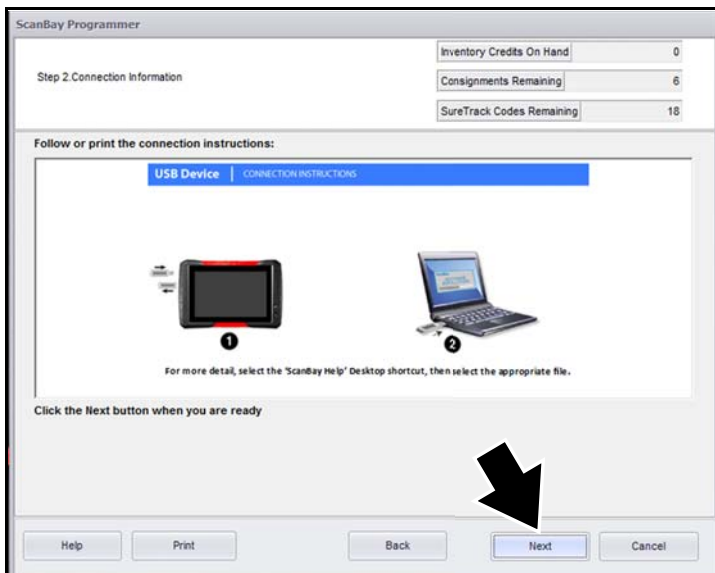 ScanBay Programmer
Inventory Credits On Hand 0
Step 2.Connection Information
Consignments Remaining 6
SureTrack Codes Remaining 18
Follow or print the connection instructions:
USB Device | CONNECTION INSTRUCTIONS
1 2
For more detail, select the 'ScanBay Help' Desktop shortcut, then select the appropriate file.
Click the Next button when you are ready
Help Print Back Next Cancel